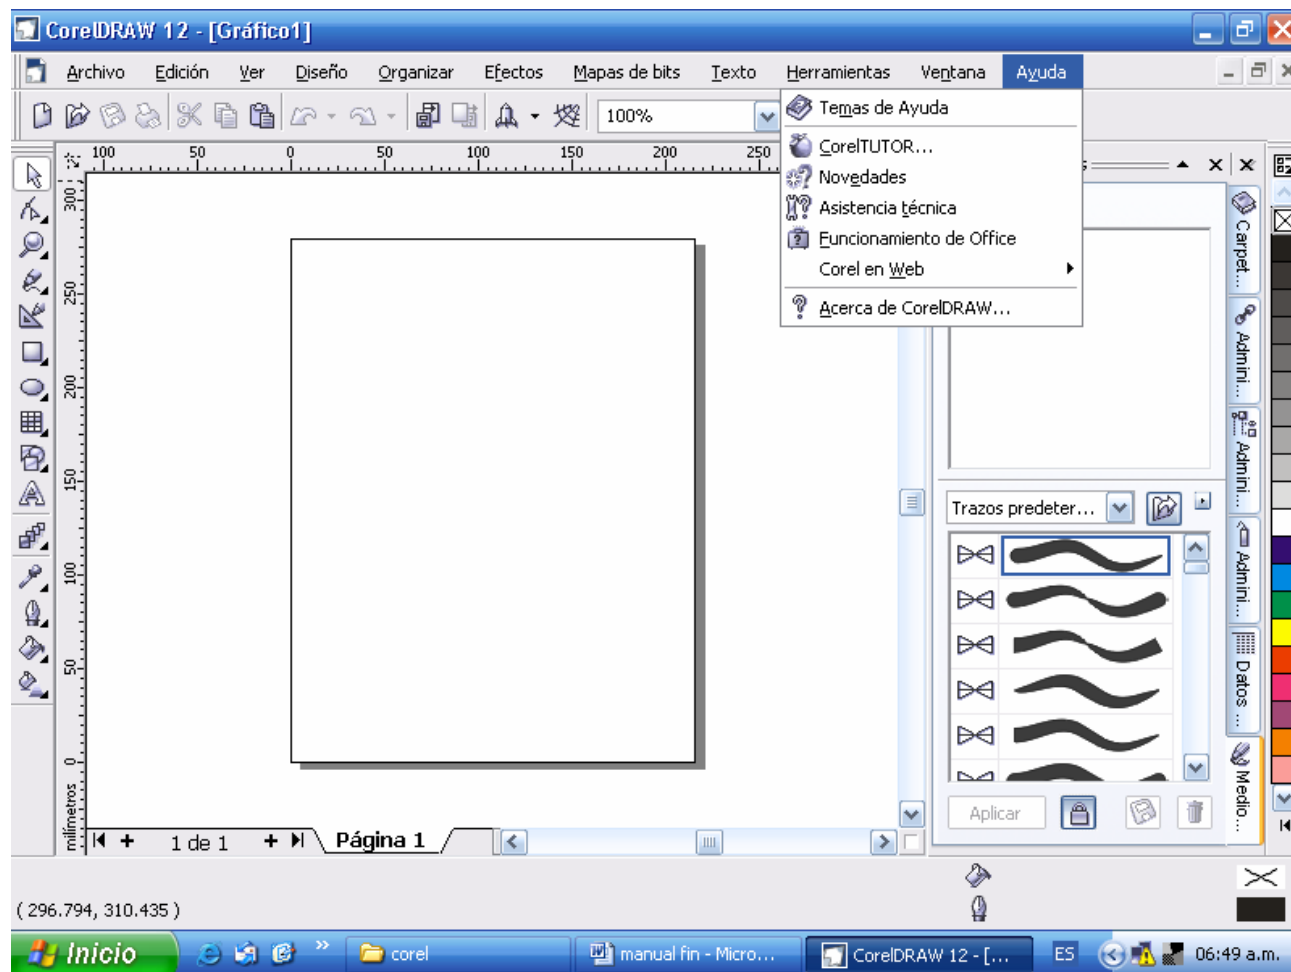 CorelDRAW 12 - [Gráfico1]
Archivo Edición Ver Diseño Organizar Efectos Mapas de bits Texto Herramientas Ventana Ayuda
100%
Temas de Ayuda
CorelTUTOR...
Novedades
Asistencia técnica
Funcionamiento de Office
Corel en Web
Acerca de CorelDRAW...
100 50 0 50 100 150 200 250
300
250
200
150
100
50
0
milímetros
Carpet...
Admini...
Admini...
Admini...
Datos ...
Medio...
Trazos predeter...
Aplicar
1 de 1 Página 1
( 296.794, 310.435 )
Inicio » corel manual fin - Micro... CorelDRAW 12 - [... ES 06:49 a.m.